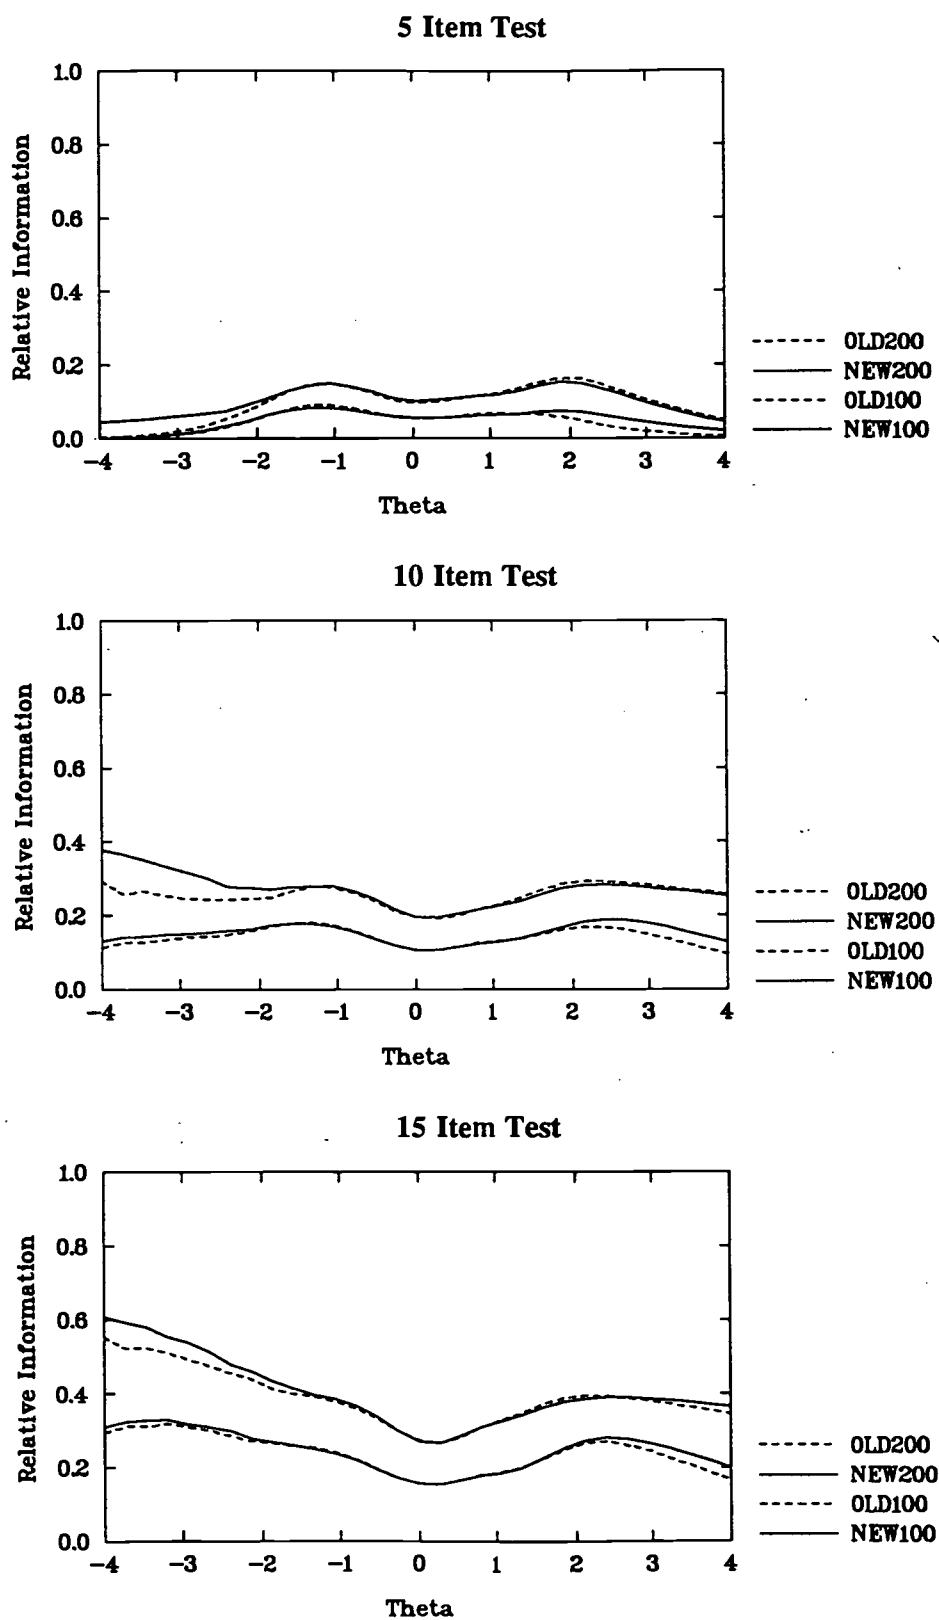 5 Item Test
1.0
0.8
0.6
0.4
0.2
0.0
Relative Information
-4 -3 -2 -1 0 1 2 3 4
Theta
OLD200
NEW200
OLD100
NEW100
10 Item Test
1.0
0.8
0.6
0.4
0.2
0.0
Relative Information
-4 -3 -2 -1 0 1 2 3 4
Theta
OLD200
NEW200
OLD100
NEW100
15 Item Test
1.0
0.8
0.6
0.4
0.2
0.0
Relative Information
-4 -3 -2 -1 0 1 2 3 4
Theta
OLD200
NEW200
OLD100
NEW100